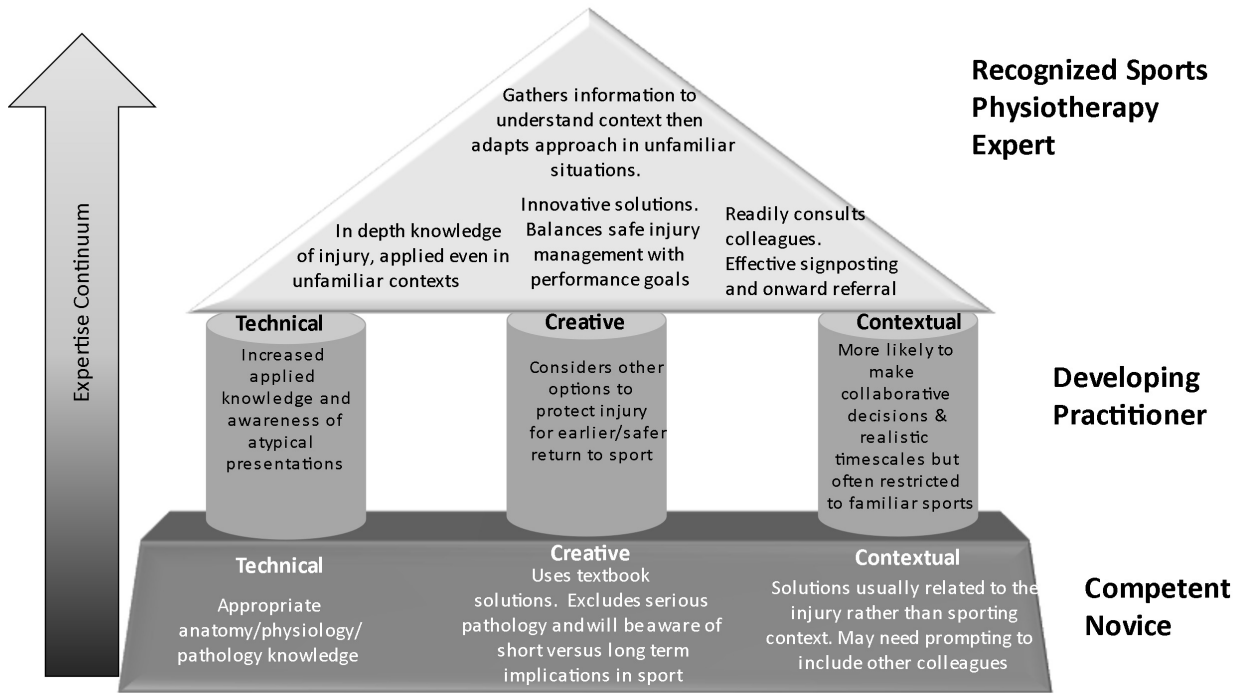 Recognized Sports
Physiotherapy
Expert
Gathers information to
understand context then
adapts approach in unfamiliar
situations.
In depth knowledge
of injury, applied even in
unfamiliar contexts
Innovative solutions.
Balances safe injury
management with
performance goals
Readily consults
colleagues.
Effective signposting
and onward referral
Expertise Continuum
Technical
Increased
applied
knowledge and
awareness of
atypical
presentations
Creative
Considers other
options to
protect injury
for earlier/safer
return to sport
Contextual
More likely to
make
collaborative
decisions &
realistic
timescales but
often restricted
to familiar sports
Developing
Practitioner
Technical
Appropriate
anatomy/physiology/
pathology knowledge
Creative
Uses textbook
solutions. Excludes serious
pathology and will be aware of
short versus long term
implications in sport
Contextual
Solutions usually related to the
injury rather than sporting
context. May need prompting to
include other colleagues
Competent
Novice